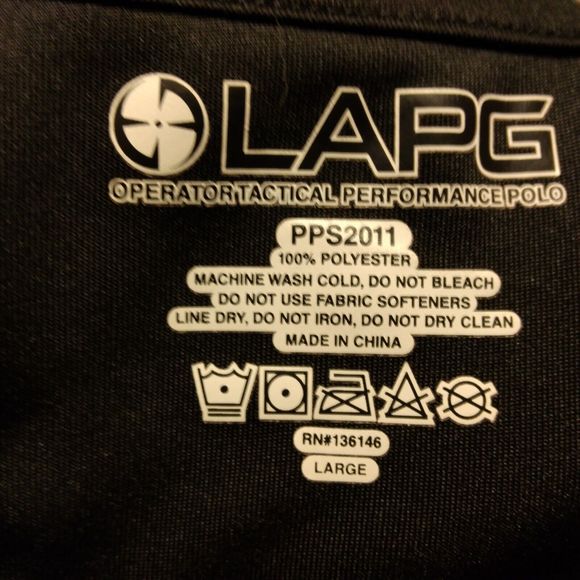 LAPG
OPERATOR TACTICAL PERFORMANCE POLO
PPS2011
100% POLYESTER
MACHINE WASH COLD, DO NOT BLEACH
DO NOT USE FABRIC SOFTENERS
LINE DRY, DO NOT IRON, DO NOT DRY CLEAN
MADE IN CHINA
RN#136146
LARGE